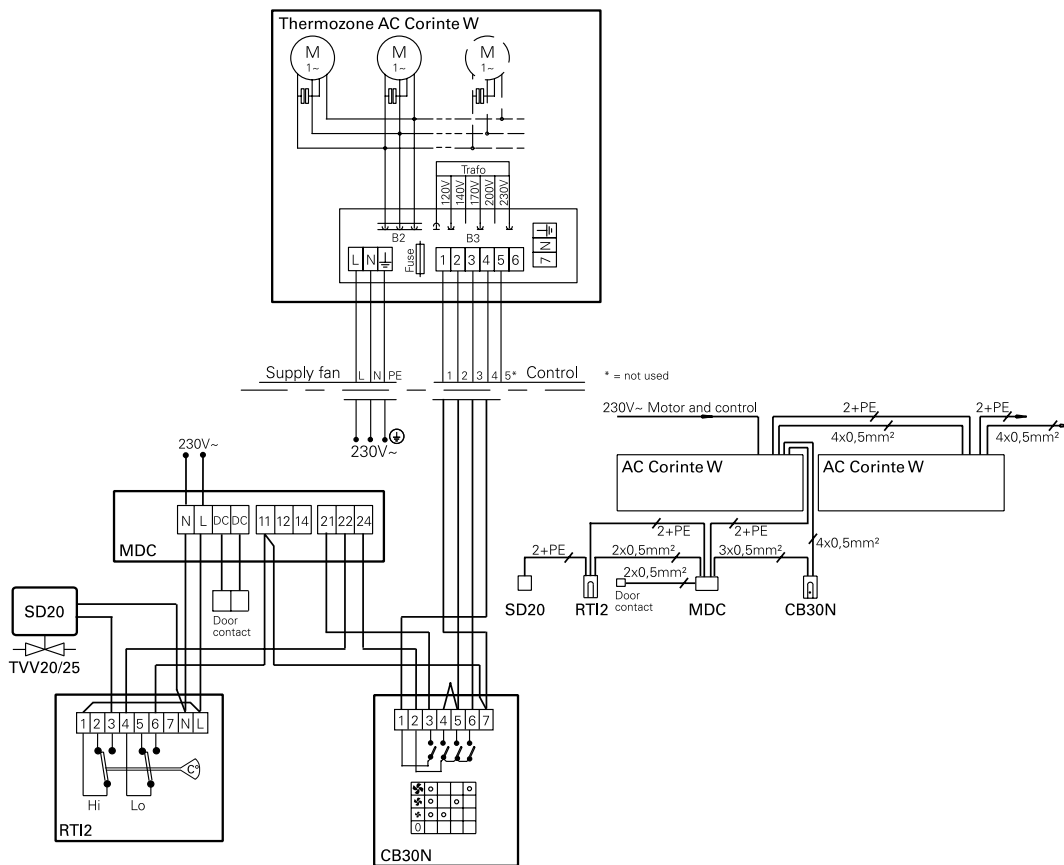 Thermozone AC Corinte W
M M M
1~ 1~ 1~
Trafo
120V 140V 170V 200V 230V
B2 B3
L N Fuse 1 2 3 4 5 6 7 N
Supply fan L N PE 1 2 3 4 5* Control * = not used
230V~
230V~ Motor and control 2+PE 2+PE
4x0,5mm² 4x0,5mm²
AC Corinte W AC Corinte W
230V~
N L DC DC 11 12 14 21 22 24
MDC
2+PE 2+PE
2+PE 2x0,5mm² 3x0,5mm² 4x0,5mm²
2x0,5mm²
SD20 RTI2 Door contact MDC CB30N
Door
contact
SD20
TVV20/25
1 2 3 4 5 6 7 N L
C°
Hi Lo
RTI2
1 2 3 4 5 6 7
0
CB30N